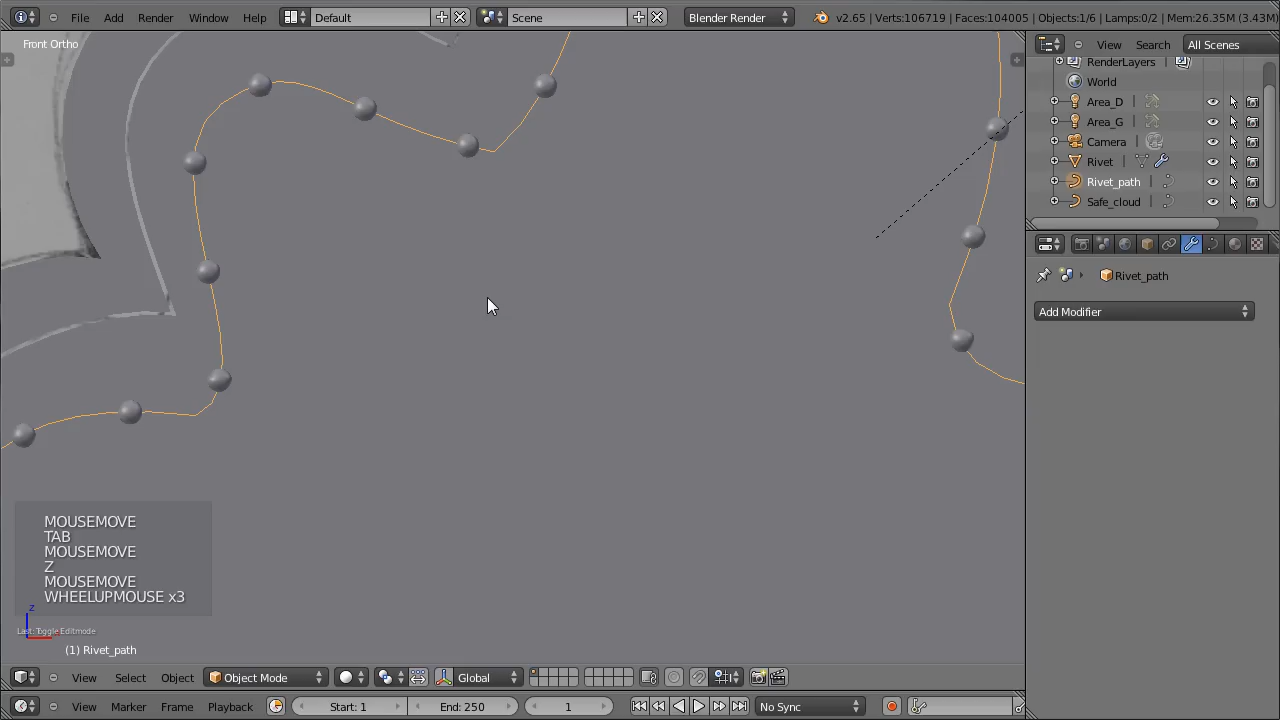 File Add Render Window Help Default Scene Blender Render v2.65 | Verts:106719 | Faces:104005 | Objects:1/6 | Lamps:0/2 | Mem:26.35M (3.43M)
Front Ortho
View Search All Scenes
RenderLayers
World
Area_D
Area_G
Camera
Rivet
Rivet_path
Safe_cloud
Rivet_path
Add Modifier
MOUSEMOVE
TAB
MOUSEMOVE
Z
MOUSEMOVE
WHEELUPMOUSE x3
z
Last: Toggle Editmode
(1) Rivet_path
View Select Object Object Mode Global
View Marker Frame Playback Start: 1 End: 250 1 No Sync